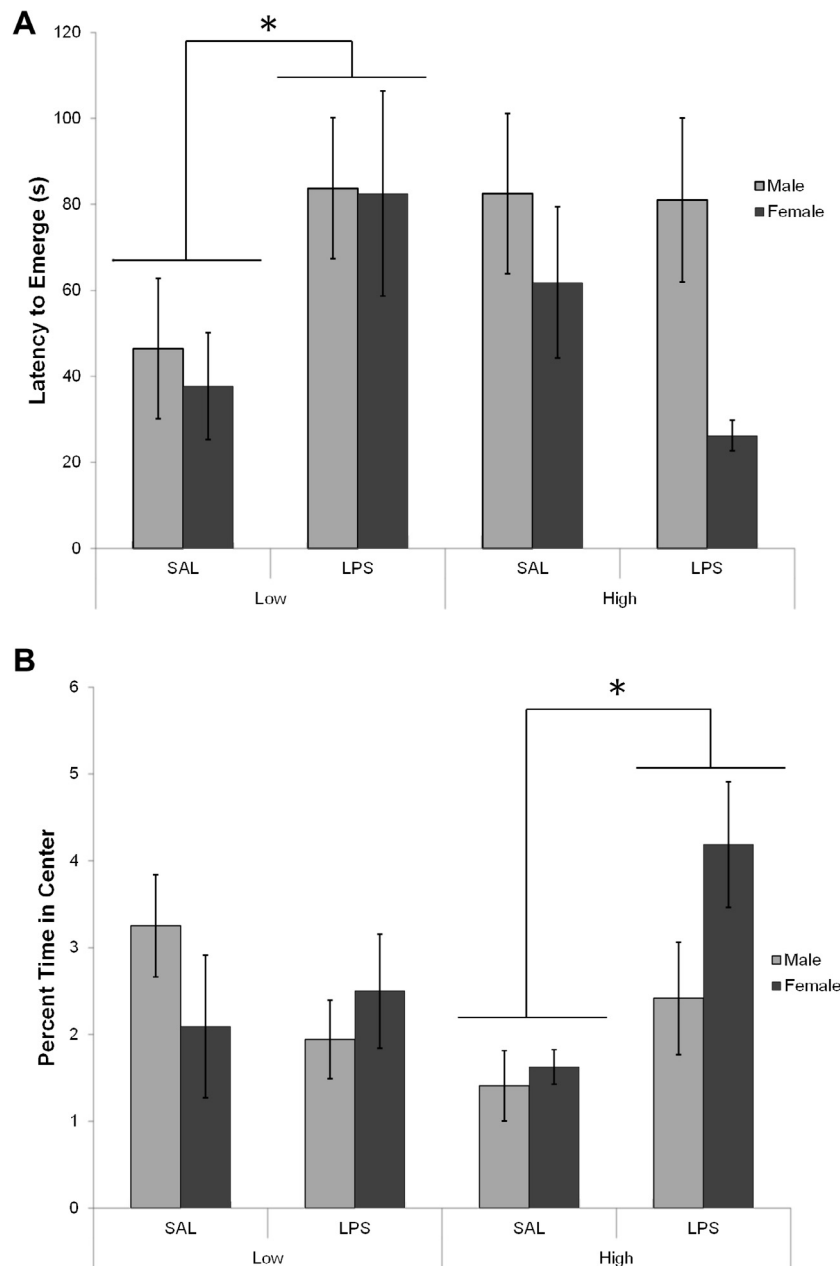 A
Latency to Emerge (s)
120
100
80
60
40
20
0
*
Male
Female
SAL LPS SAL LPS
Low High
B
Percent Time in Center
6
5
4
3
2
1
0
*
Male
Female
SAL LPS SAL LPS
Low High